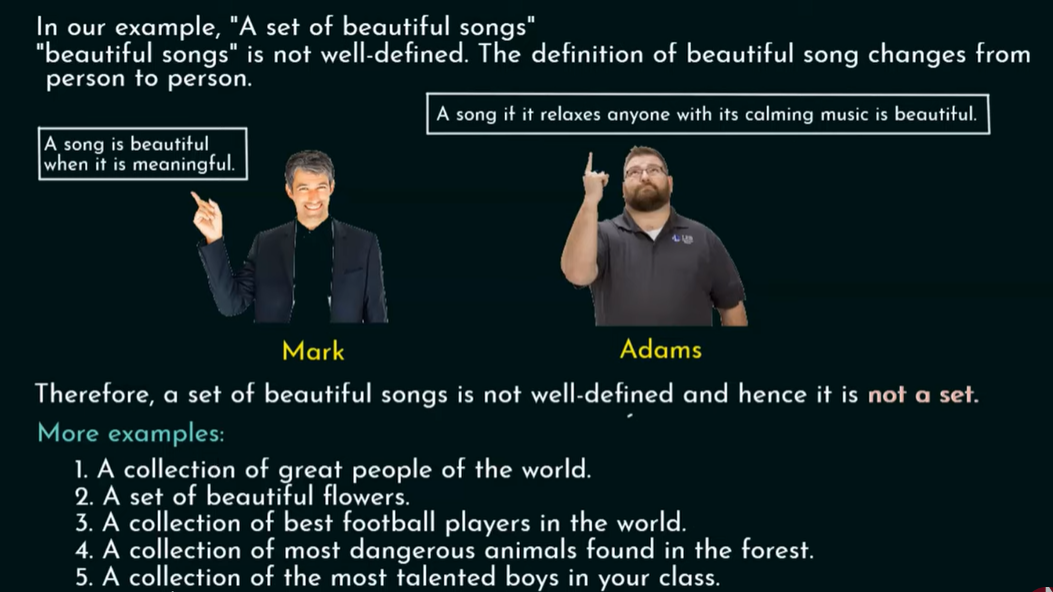 In our example, "A set of beautiful songs"
"beautiful songs" is not well-defined. The definition of beautiful song changes from
person to person.
A song is beautiful
when it is meaningful.
A song if it relaxes anyone with its calming music is beautiful.
Mark
Adams
Therefore, a set of beautiful songs is not well-defined and hence it is not a set.
More examples:
1. A collection of great people of the world.
2. A set of beautiful flowers.
3. A collection of best football players in the world.
4. A collection of most dangerous animals found in the forest.
5. A collection of the most talented boys in your class.